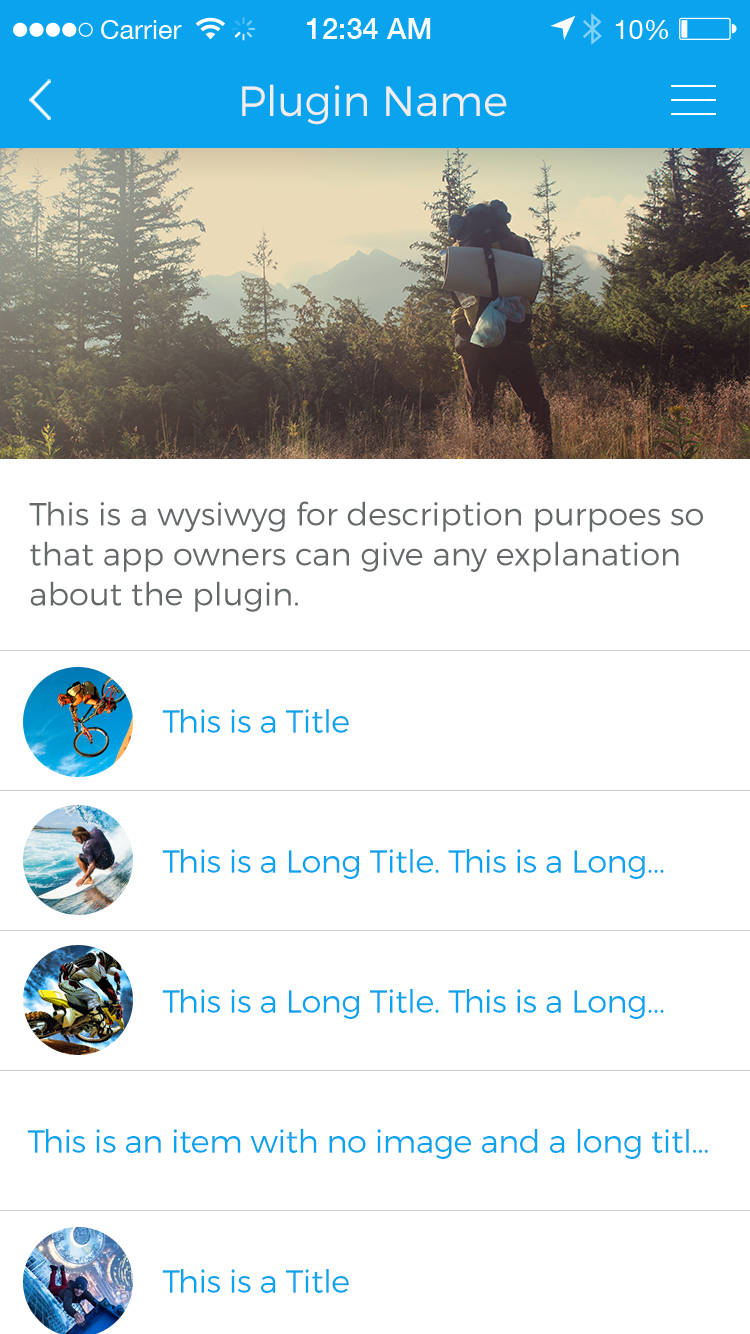 Carrier 12:34 AM 10%
Plugin Name
This is a wysiwyg for description purpoes so
that app owners can give any explanation
about the plugin.
This is a Title
This is a Long Title. This is a Long...
This is a Long Title. This is a Long...
This is an item with no image and a long titl...
This is a Title